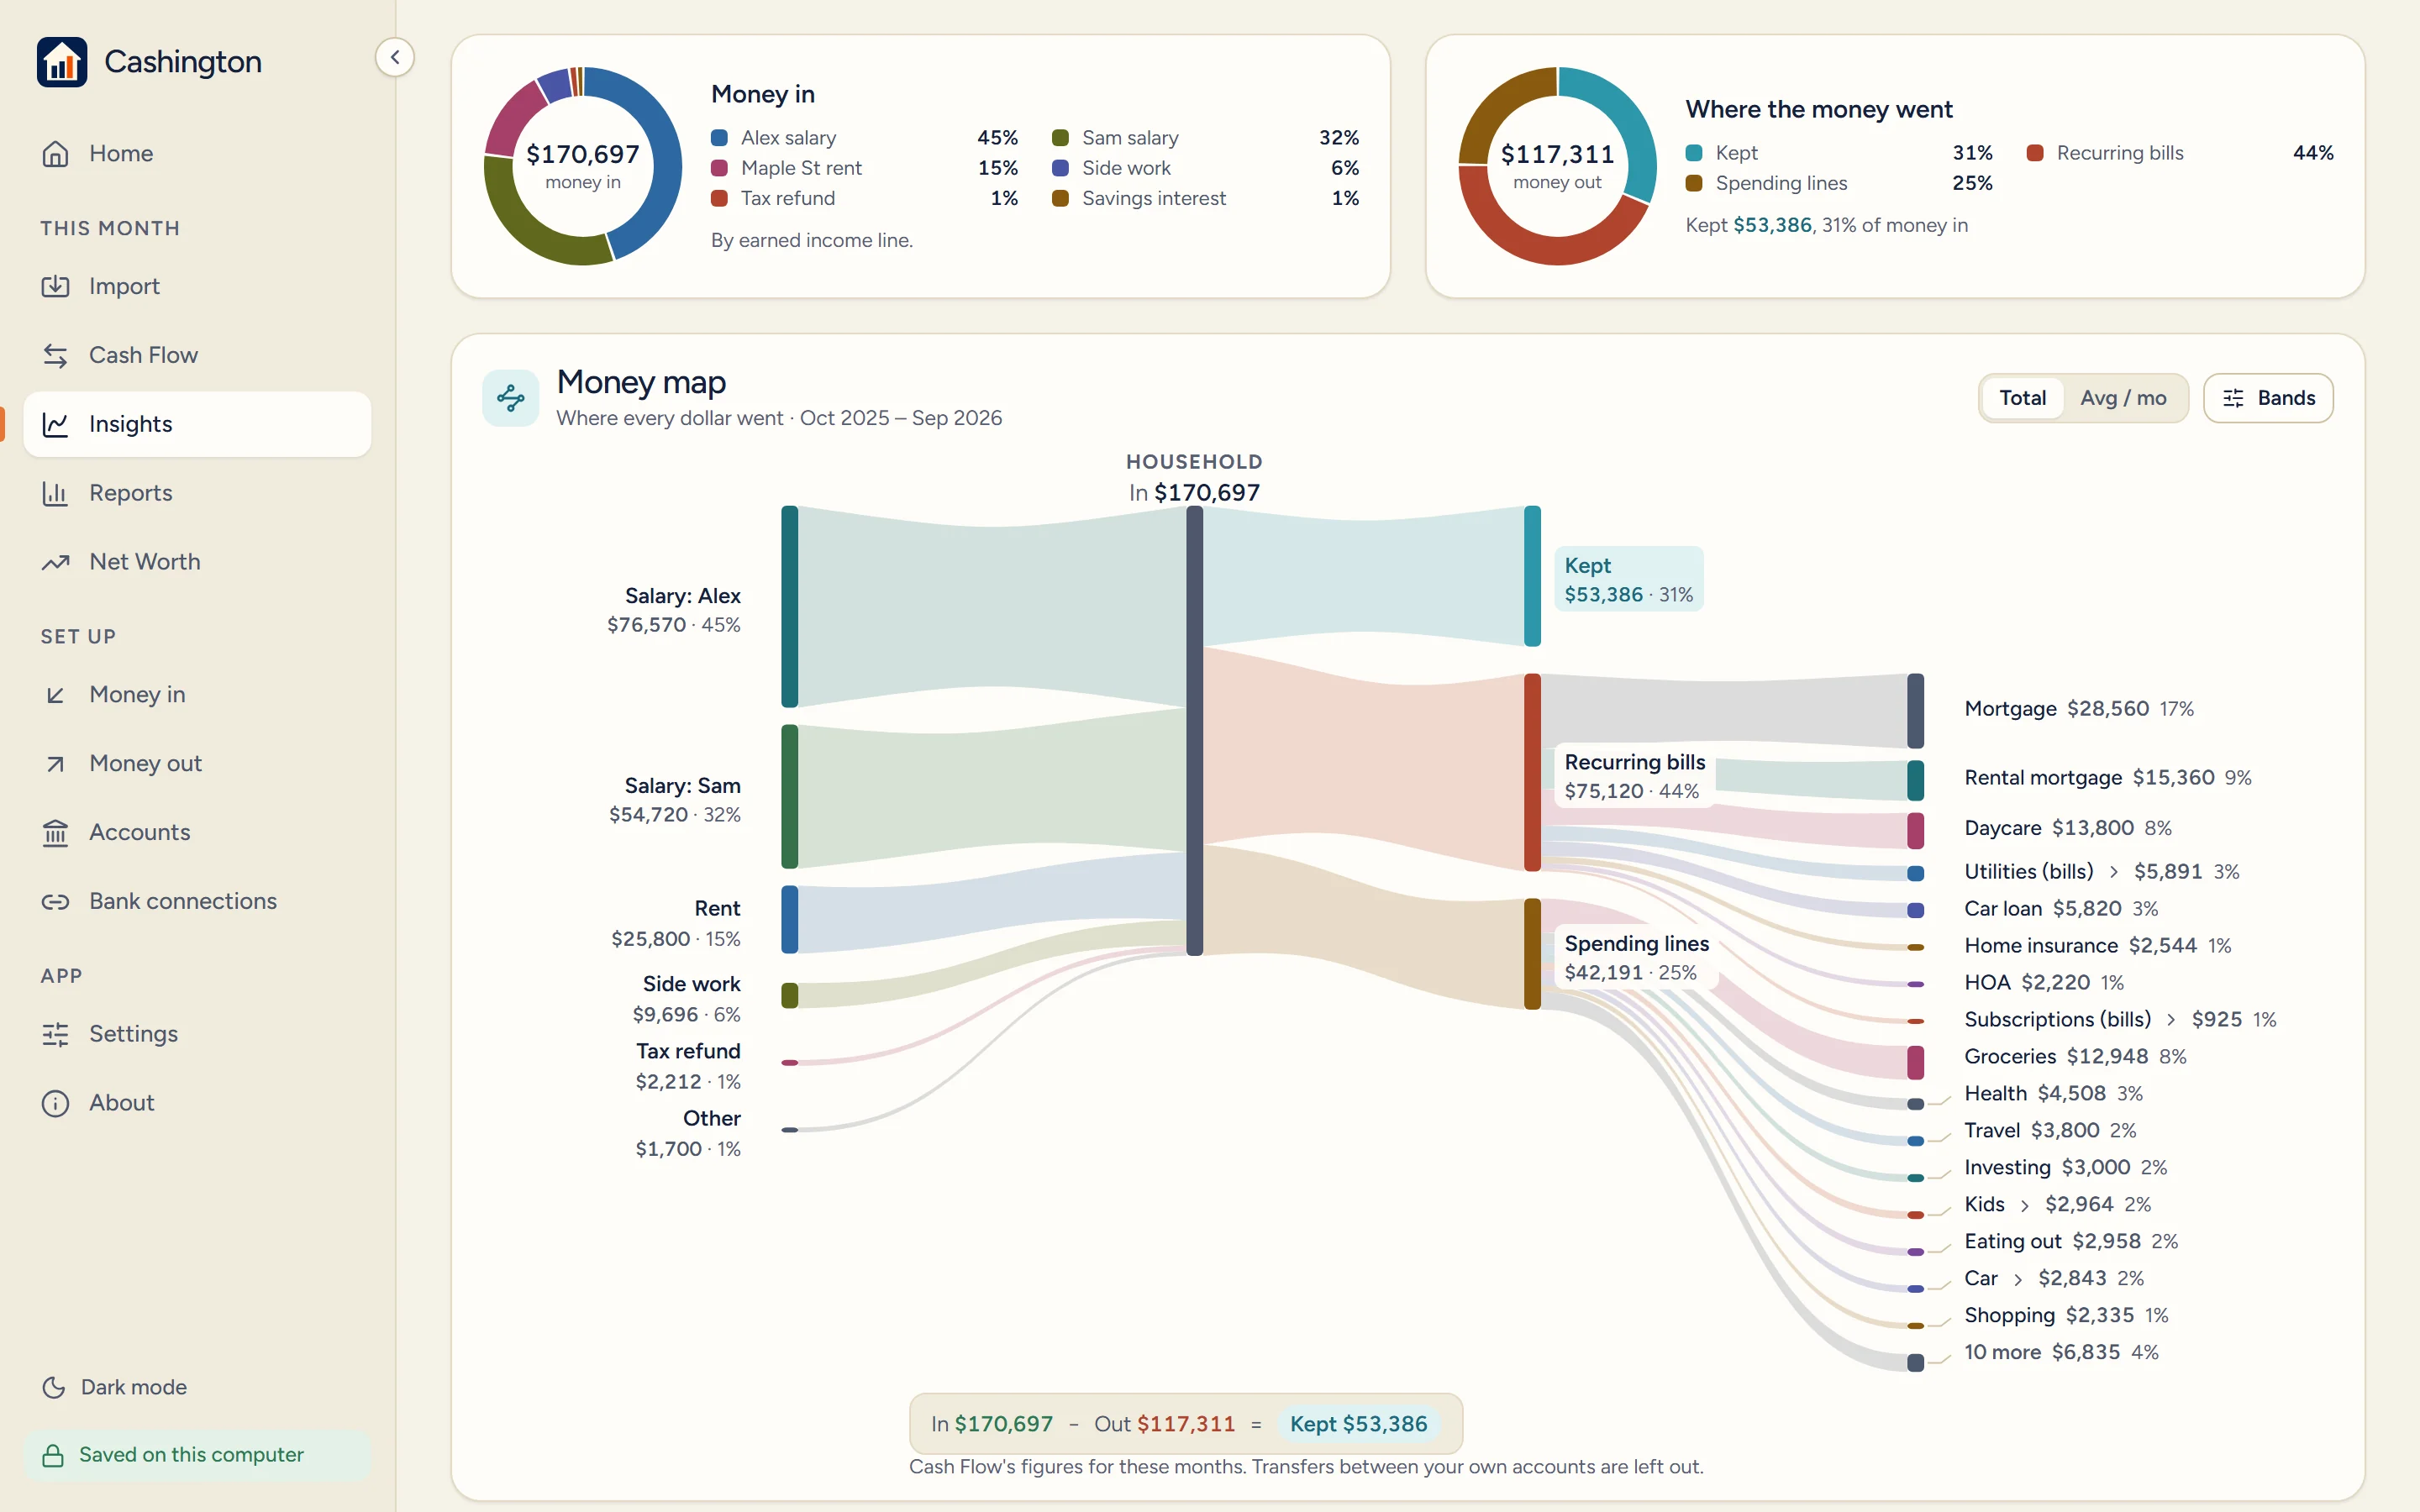 Cashington
Home
THIS MONTH
Import
Cash Flow
Insights
Reports
Net Worth
SET UP
Money in
Money out
Accounts
Bank connections
APP
Settings
About
Dark mode
Saved on this computer
$170,697
money in
Money in
Alex salary 45%
Sam salary 32%
Maple St rent 15%
Side work 6%
Tax refund 1%
Savings interest 1%
By earned income line.
$117,311
money out
Where the money went
Kept 31%
Recurring bills 44%
Spending lines 25%
Kept $53,386, 31% of money in
Money map
Where every dollar went · Oct 2025 – Sep 2026
Total
Avg / mo
Bands
HOUSEHOLD
In $170,697
Salary: Alex
$76,570 · 45%
Salary: Sam
$54,720 · 32%
Rent
$25,800 · 15%
Side work
$9,696 · 6%
Tax refund
$2,212 · 1%
Other
$1,700 · 1%
Kept
$53,386 · 31%
Recurring bills
$75,120 · 44%
Spending lines
$42,191 · 25%
Mortgage $28,560 17%
Rental mortgage $15,360 9%
Daycare $13,800 8%
Utilities (bills) > $5,891 3%
Car loan $5,820 3%
Home insurance $2,544 1%
HOA $2,220 1%
Subscriptions (bills) > $925 1%
Groceries $12,948 8%
Health $4,508 3%
Travel $3,800 2%
Investing $3,000 2%
Kids > $2,964 2%
Eating out $2,958 2%
Car > $2,843 2%
Shopping $2,335 1%
10 more $6,835 4%
In $170,697 – Out $117,311 = Kept $53,386
Cash Flow's figures for these months. Transfers between your own accounts are left out.